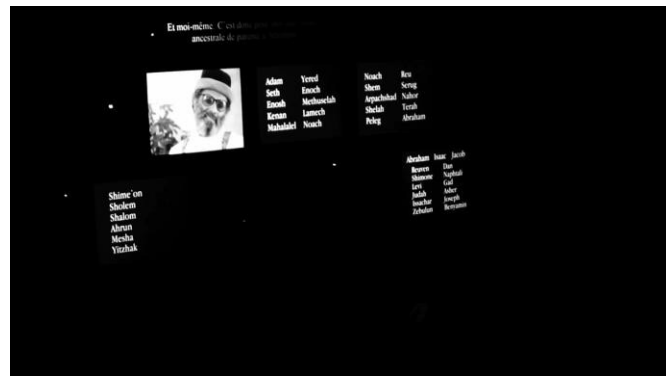 Et moi-même C'est donc
ancestrale de
Adam Yered
Seth Enoch
Enosh Methuselah
Kenan Lamech
Mahalalel Noach
Noach Reu
Shem Serug
Arpachshad Nahor
Shelah Terah
Peleg Abraham
Abraham Isaac Jacob
Reuven Dan
Shimone Naphtali
Levi Gad
Judah Asher
Issachar Joseph
Zebulun Benyamin
Shime'on
Sholem
Shalom
Ahrun
Mesha
Yitzhak